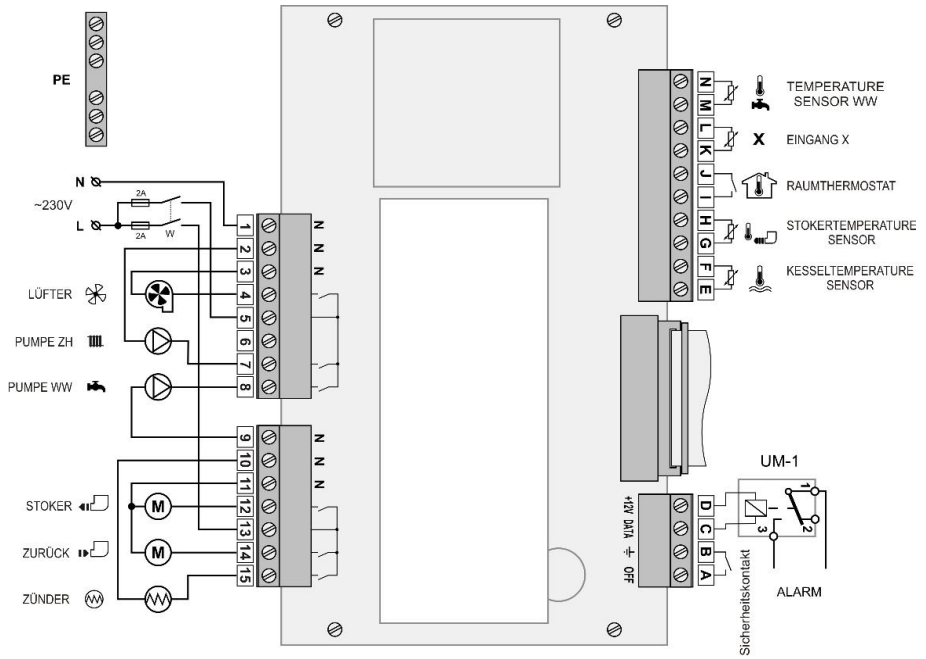 PE
N
~230V
L
2A
2A
W
1
2
3
4
5
6
7
8
N
N
N
LÜFTER
PUMPE ZH
PUMPE WW
9
10
11
12
13
14
15
N
N
N
STOKER
M
ZURÜCK
M
ZÜNDER
N
M
L
K
J
I
H
G
F
E
TEMPERATURE
SENSOR WW
X
EINGANG X
RAUMTHERMOSTAT
STOKERTEMPERATURE
SENSOR
KESSELTEMPERATURE
SENSOR
UM-1
D
C
B
A
+12V DATA
OFF
1
2
3
Sicherheitskontakt
ALARM